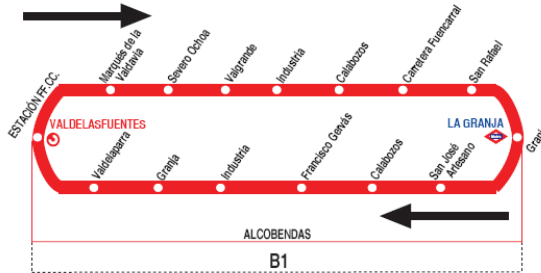 Marqués de la
Valdavia
Severo Ochoa
Valgrande
Industria
Calabozos
Carretera Fuencarral
San Rafael
ESTACIÓN FF.CC.
VALDELASFUENTES
LA GRANJA
Metro
Valdelaparra
Granja
Industria
Francisco Gervás
Calabozos
San José
Artesano
ALCOBENDAS
B1